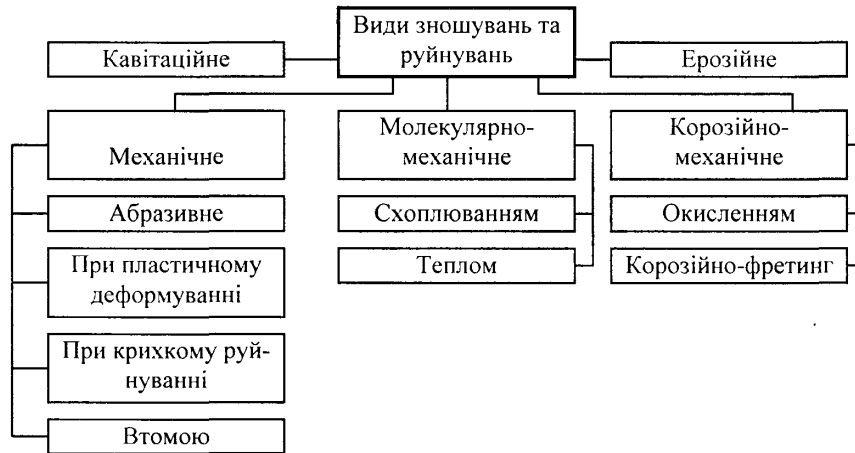 Види зношувань та
руйнувань
Кавітаційне
Ерозійне
Механічне
Молекулярно-
механічне
Корозійно-
механічне
Абразивне
Схоплюванням
Окисленням
При пластичному
деформуванні
Теплом
Корозійно-фретинг
При крихкому руй-
нуванні
Втомою